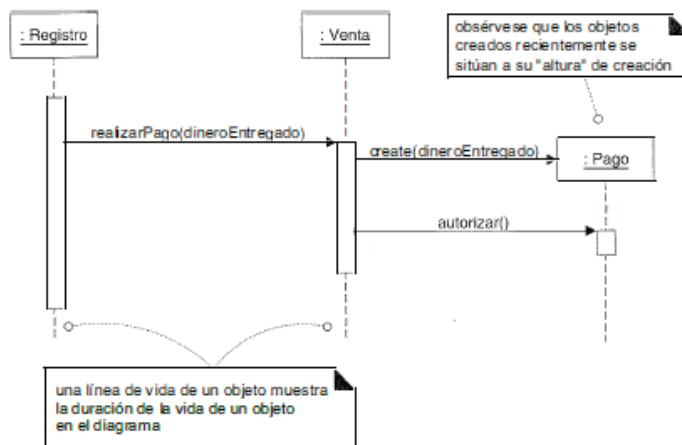 : Registro
: Venta
obsérvese que los objetos
creados recientemente se
sitúan a su "altura" de creación
realizarPago(dineroEntregado)
create(dineroEntregado)
: Pago
autorizar()
una línea de vida de un objeto muestra
la duración de la vida de un objeto
en el diagrama